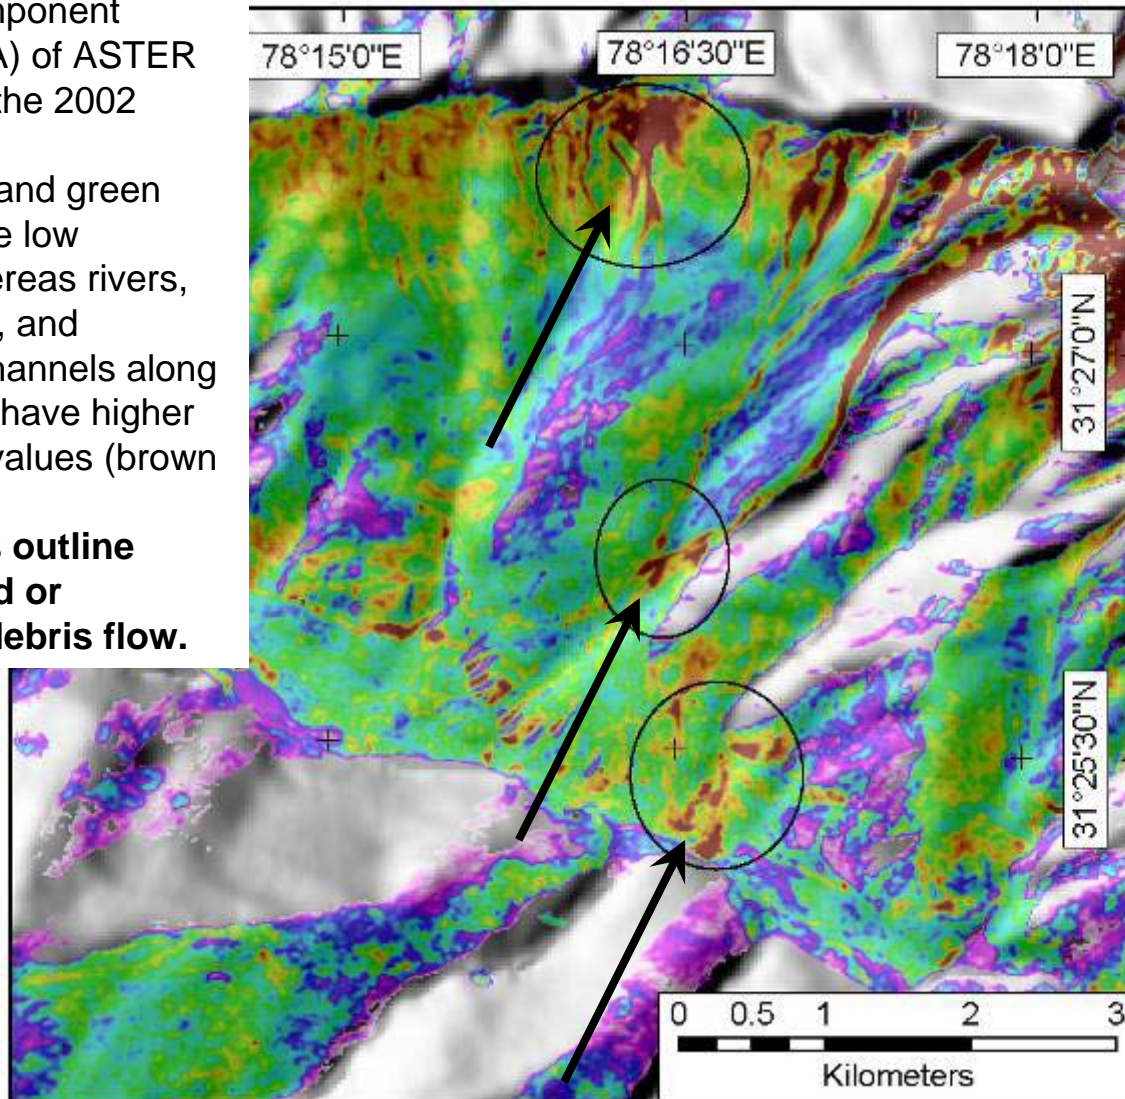 mponent
A) of ASTER
the 2002
and green
e low
ereas rivers,
, and
hannels along
have higher
values (brown
s outline
d or
debris flow.
78°15'0"E
78°16'30"E
78°18'0"E
31°27'0"N
31°25'30"N
0 0.5 1 2 3
Kilometers